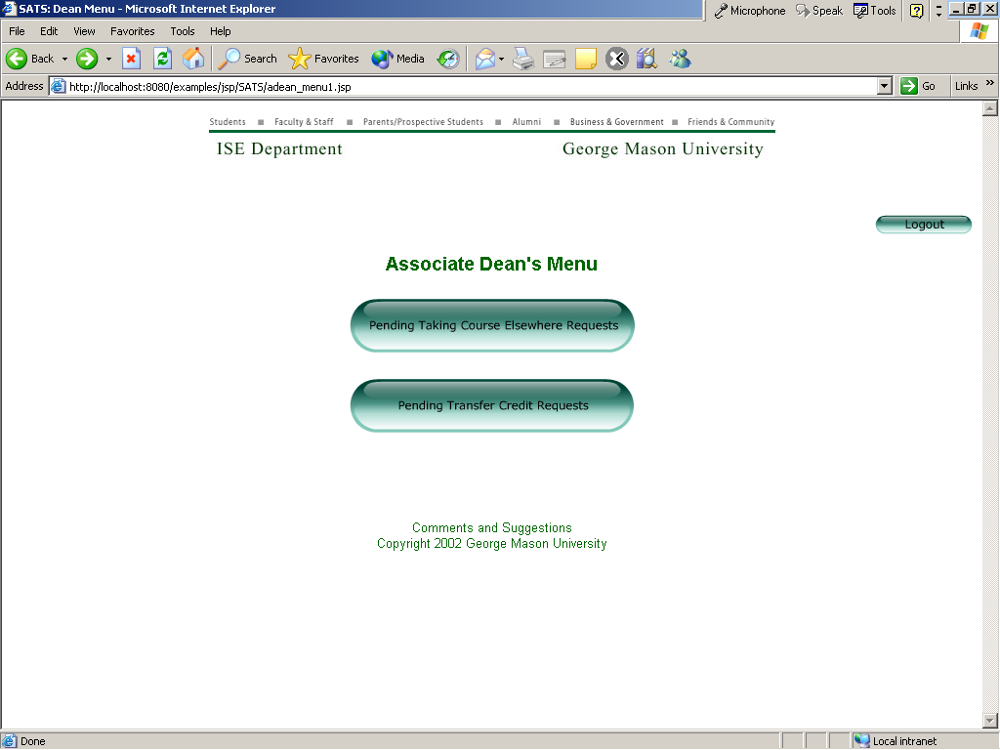 SATS: Dean Menu - Microsoft Internet Explorer
Microphone Speak Tools
File Edit View Favorites Tools Help
Back Search Favorites Media
Address http://localhost:8080/examples/jsp/SATS/adean_menu1.jsp Go Links »
Students Faculty & Staff Parents/Prospective Students Alumni Business & Government Friends & Community
ISE Department George Mason University
Logout
Associate Dean's Menu
Pending Taking Course Elsewhere Requests
Pending Transfer Credit Requests
Comments and Suggestions
Copyright 2002 George Mason University
Done Local intranet